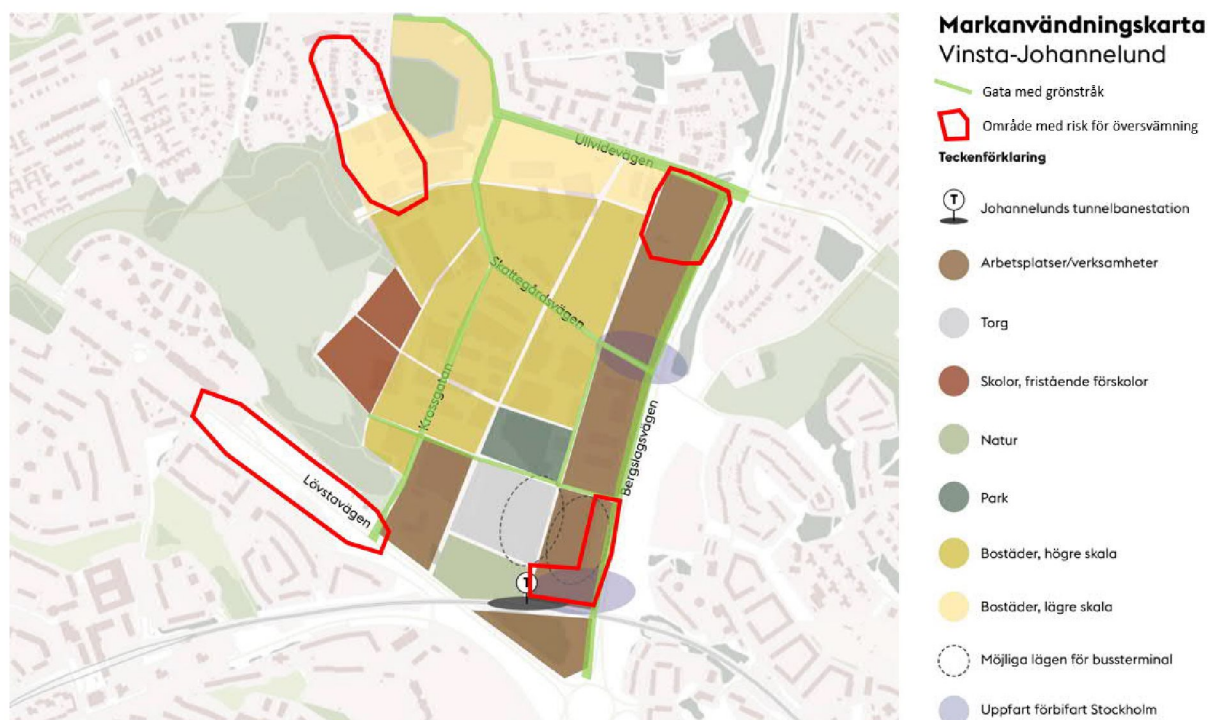 Markanvändningskarta
Vinsta-Johannelund
Gata med grönstråk
Område med risk för översvämning
Teckenförklaring
T
Johannelunds tunnelbanestation
Arbetsplatser/verksamheter
Torg
Skolor, fristående förskolor
Natur
Park
Bostäder, högre skala
Bostäder, lägre skala
Möjliga lägen för bussterminal
Uppfart förbifart Stockholm
Ullvidevägen
Skattegårdsvägen
Krossgatan
Bergslagsvägen
Lövstavägen
T